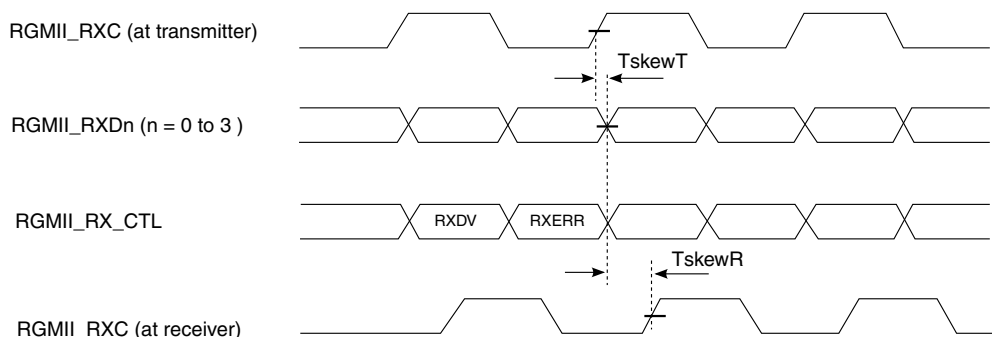 RGMII_RXC (at transmitter)
TskewT
RGMII_RXDn (n = 0 to 3 )
RGMII_RX_CTL
RXDV
RXERR
TskewR
RGMII_RXC (at receiver)